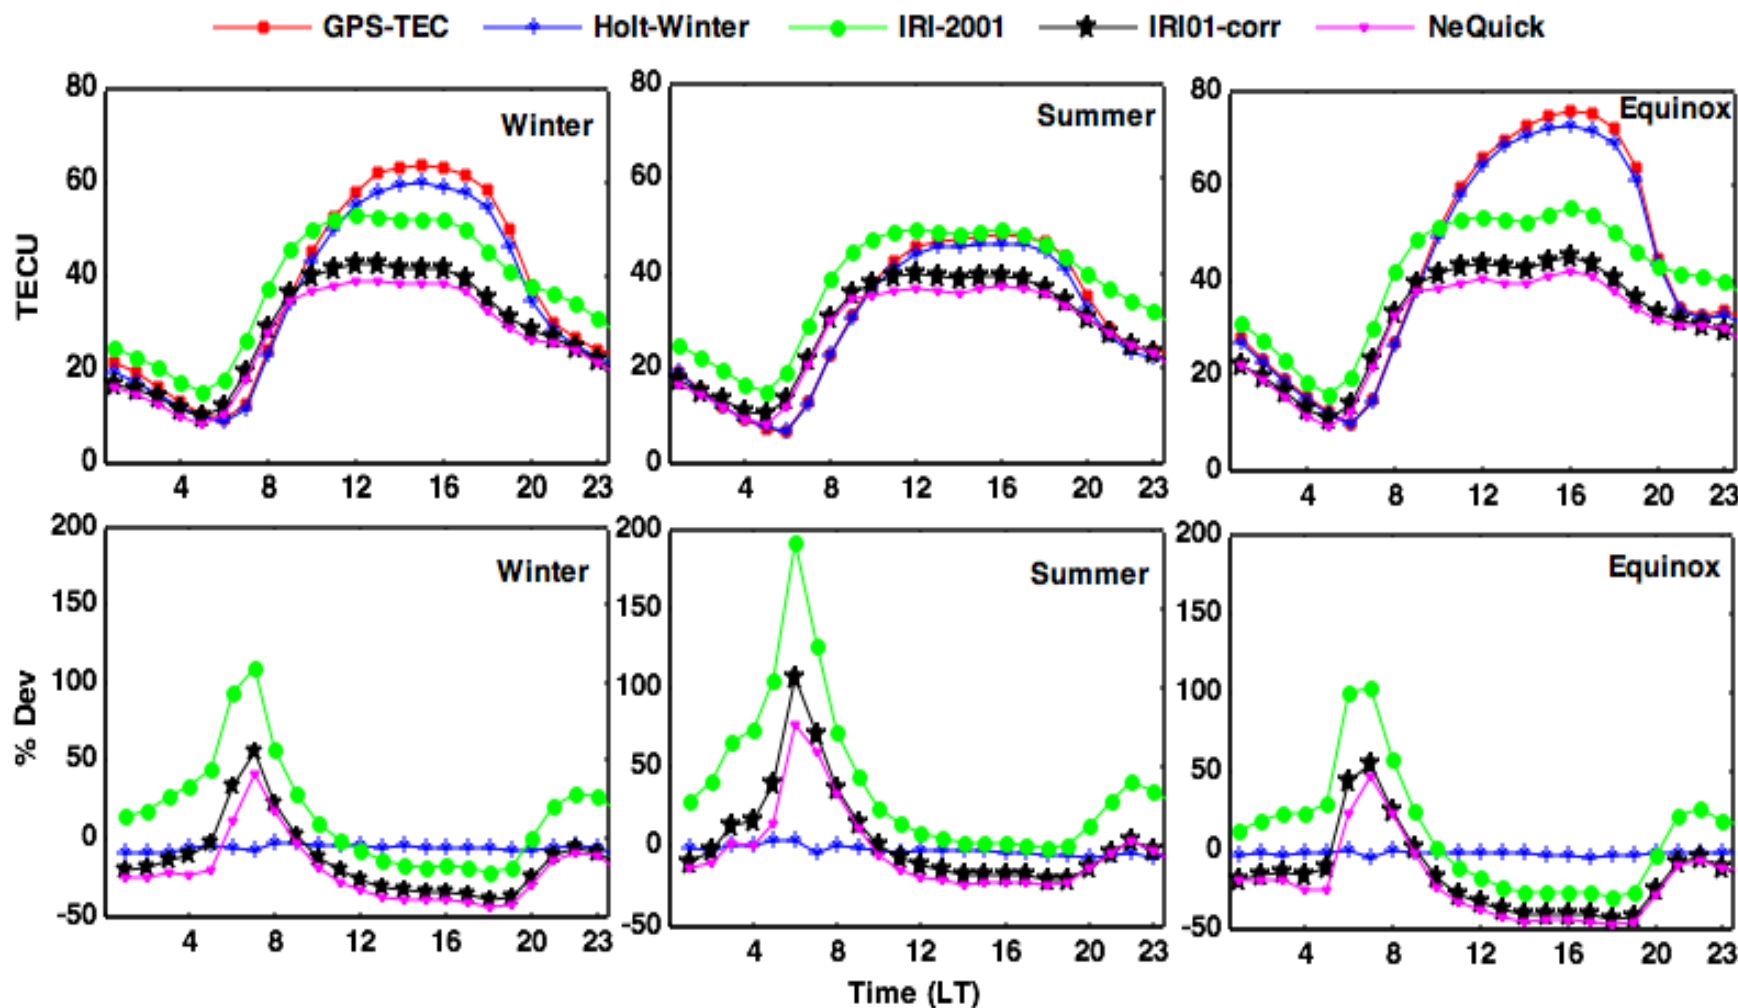 GPS-TEC Holt-Winter IRI-2001 IRI01-corr NeQuick
80 80 80
Winter Summer Equinox
60 60 60
TECU
40 40 40
20 20 20
0 0 0
4 8 12 16 20 23 4 8 12 16 20 23 4 8 12 16 20 23
200 200 200
Winter Summer Equinox
150 150 150
100 100 100
% Dev
50 50 50
0 0 0
-50 -50 -50
4 8 12 16 20 23 4 8 12 16 20 23 4 8 12 16 20 23
Time (LT)